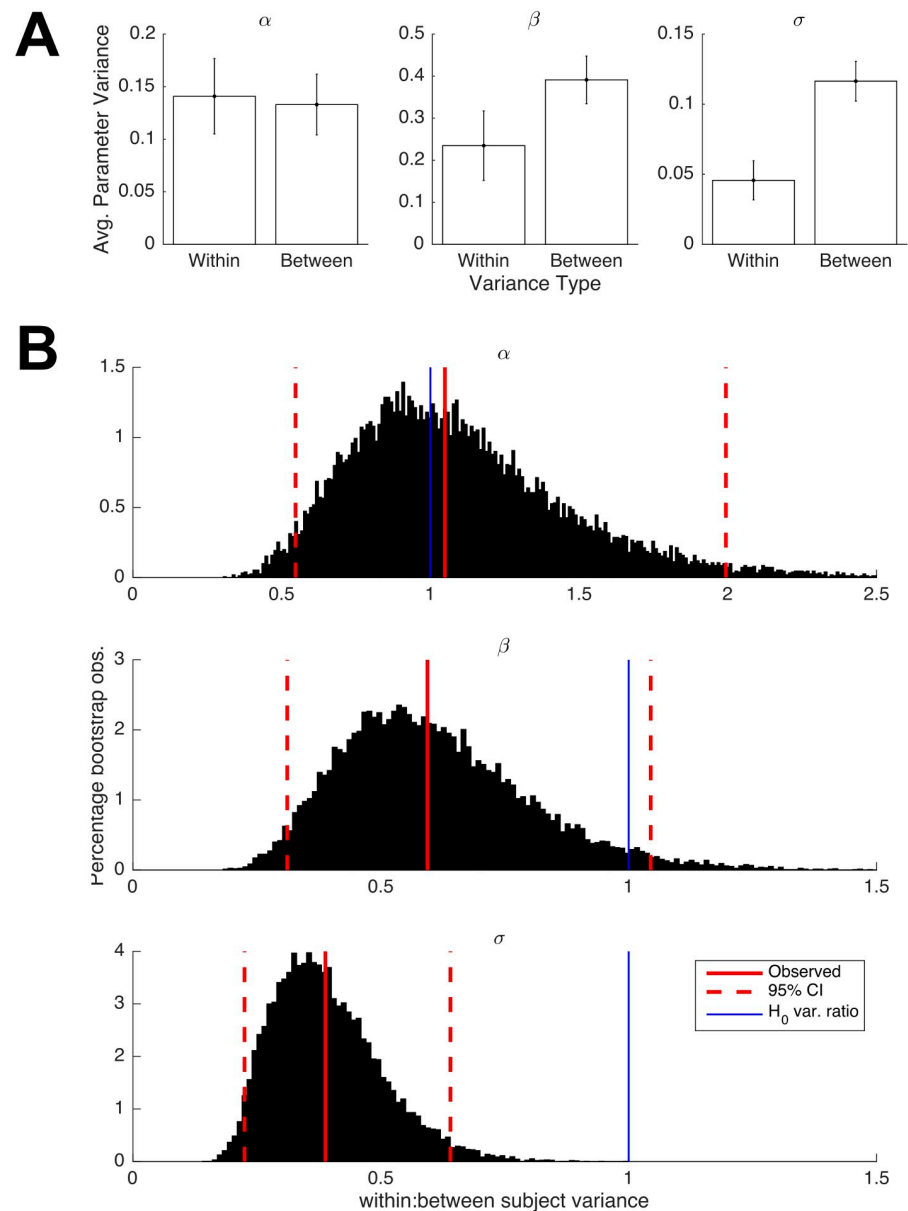 A
α
β
σ
Avg. Parameter Variance
0.2
0.15
0.1
0.05
0
Within
Between
0.5
0.4
0.3
0.2
0.1
0
Within
Between
0.15
0.1
0.05
0
Within
Between
Variance Type
B
α
1.5
1
0.5
0
0
0.5
1
1.5
2
2.5
β
Percentage bootstrap obs.
3
2
1
0
0
0.5
1
1.5
σ
4
3
2
1
0
0
0.5
1
1.5
Observed
95% CI
H0 var. ratio
within:between subject variance